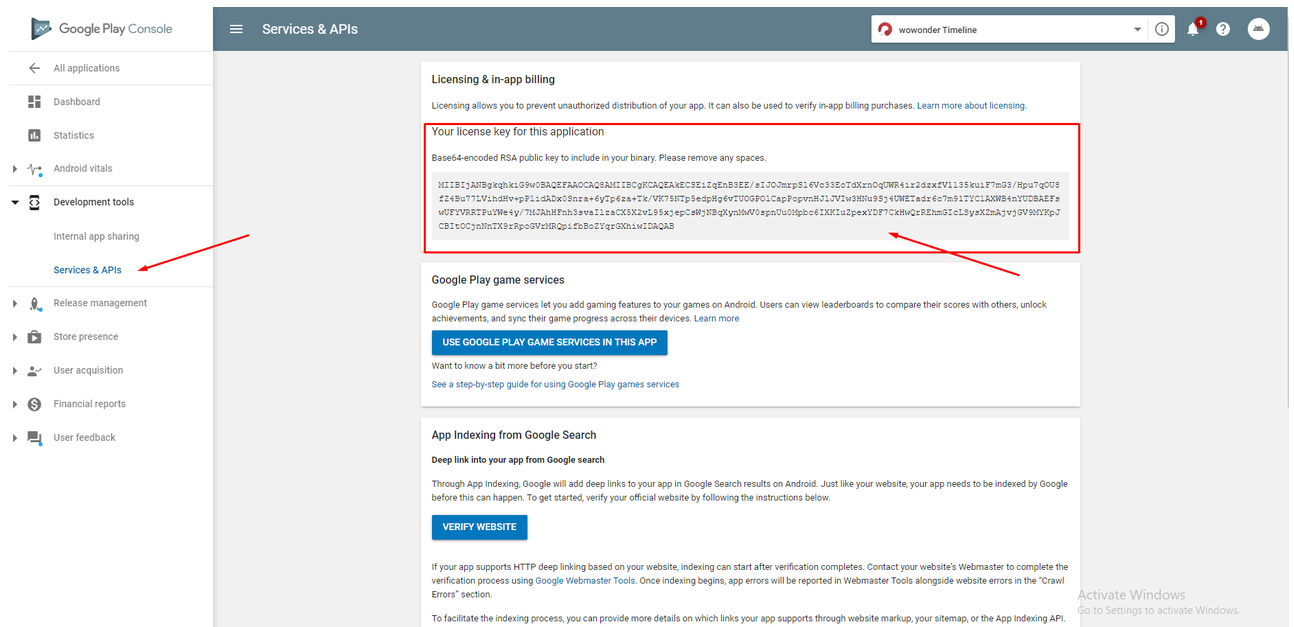 Google Play Console
Services & APIs
wowonder Timeline
1
All applications
Dashboard
Statistics
Android vitals
Development tools
Internal app sharing
Services & APIs
Release management
Store presence
User acquisition
Financial reports
User feedback
Licensing & in-app billing
Licensing allows you to prevent unauthorized distribution of your app. It can also be used to verify in-app billing purchases. Learn more about licensing.
Your license key for this application
Base64-encoded RSA public key to include in your binary. Please remove any spaces.
Google Play game services
Google Play game services let you add gaming features to your games on Android. Users can view leaderboards to compare their scores with others, unlock
achievements, and sync their game progress across their devices. Learn more
USE GOOGLE PLAY GAME SERVICES IN THIS APP
Want to know a bit more before you start?
See a step-by-step guide for using Google Play games services
App Indexing from Google Search
Deep link into your app from Google search
Through App Indexing, Google will add deep links to your app in Google Search results on Android. Just like your website, your app needs to be indexed by Google
before this can happen. To get started, verify your official website by following the instructions below.
VERIFY WEBSITE
If your app supports HTTP deep linking based on your website, indexing can start after verification completes. Contact your website's Webmaster to complete the
verification process using Google Webmaster Tools. Once indexing begins, app errors will be reported in Webmaster Tools alongside website errors in the "Crawl
Errors" section.
To facilitate the indexing process, you can provide more details on which links your app supports through website markup, your sitemap, or the App Indexing API.
Activate Windows
Go to Settings to activate Windows.